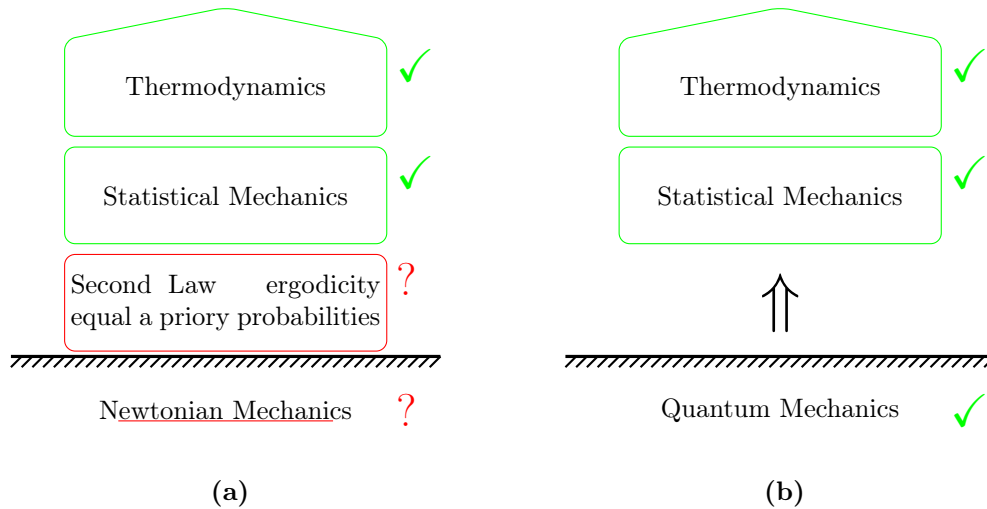 Thermodynamics
Statistical Mechanics
Second Law ergodicity ?
equal a priory probabilities
Newtonian Mechanics ?
(a)
Thermodynamics
Statistical Mechanics
Quantum Mechanics
(b)